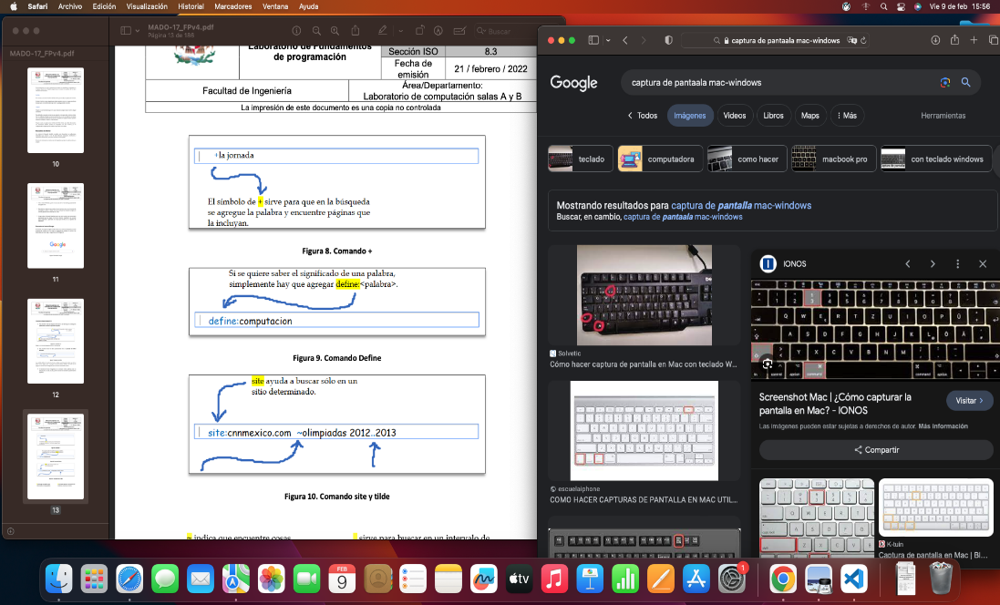 Safari Archivo Edición Visualización Historial Marcadores Ventana Ayuda
Vie 9 de feb 15:56
MADO-17_FPv4.pdf
Página 13 de 186
Buscar
MADO-17_FPv4.pdf
10
11
12
13
Laboratorio de Fundamentos
de programación
Sección ISO 8.3
Fecha de
emisión
21 / febrero / 2022
Facultad de Ingeniería
Área/Departamento:
Laboratorio de computación salas A y B
La impresión de este documento es una copia no controlada
+la jornada
El símbolo de + sirve para que en la búsqueda
se agregue la palabra y encuentre páginas que
la incluyan.
Figura 8. Comando +
Si se quiere saber el significado de una palabra,
simplemente hay que agregar define:<palabra>.
define:computacion
Figura 9. Comando Define
site ayuda a buscar sólo en un
sitio determinado.
site:cnnmexico.com ~olimpiadas 2012..2013
Figura 10. Comando site y tilde
~ indica que encuentre cosas
.. sirve para buscar en un intervalo de
captura de pantaala mac-windows
Google
captura de pantaala mac-windows
Todos
Imágenes
Videos
Libros
Maps
Más
Herramientas
teclado
computadora
como hacer
macbook pro
con teclado windows
Mostrando resultados para captura de pantalla mac-windows
Buscar, en cambio, captura de pantaala mac-windows
Solvetic
Cómo hacer captura de pantalla en Mac con teclado W...
escuelaiphone
COMO HACER CAPTURAS DE PANTALLA EN MAC UTIL...
IONOS
Screenshot Mac | ¿Cómo capturar la
pantalla en Mac? - IONOS
Visitar
Las imágenes pueden estar sujetas a derechos de autor. Más información
Compartir
K-tuin
Captura de pantalla en Mac | Bl...
FEB
9
tv
1